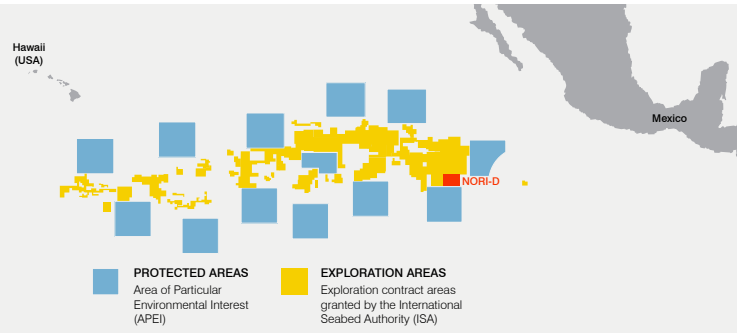 Hawaii
(USA)
Mexico
NORI-D
PROTECTED AREAS
Area of Particular
Environmental Interest
(APEI)
EXPLORATION AREAS
Exploration contract areas
granted by the International
Seabed Authority (ISA)